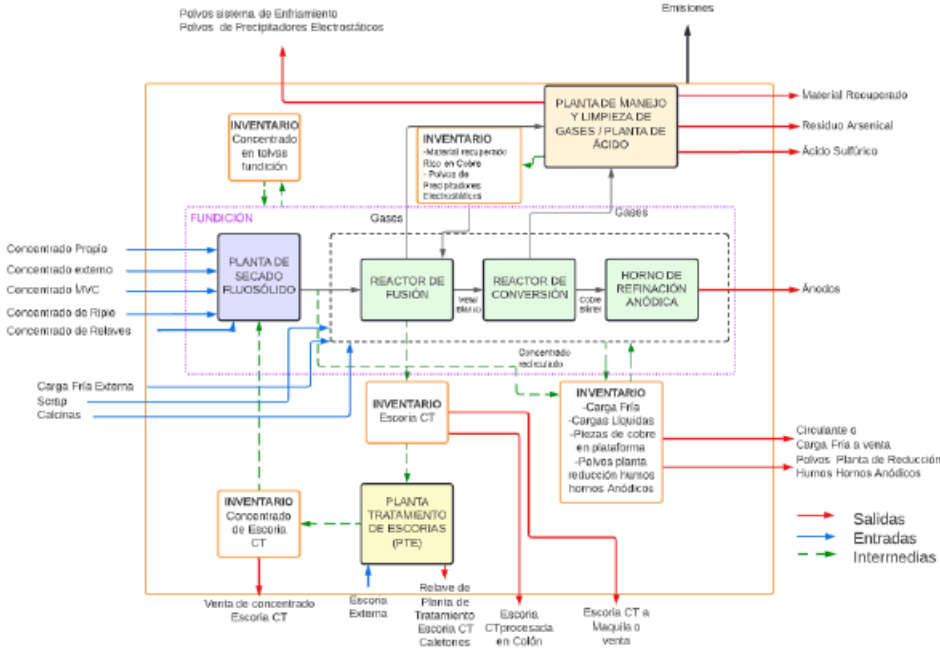 Polvos sistema de Enfriamiento
Polvos de Precipitadores Electrostáticos
Emisiones
PLANTA DE MANEJO
Y LIMPIEZA DE
GASES / PLANTA DE
ÁCIDO
Material Recuperado
Residuo Arsenical
Ácido Sulfúrico
INVENTARIO
Concentrado
en tolvas
fundición
INVENTARIO
-Material recuperado
Rico en Cobre
- Polvos de
Precipitadores
Electrostáticos
FUNDICIÓN
Gases
Gases
Concentrado Propio
Concentrado externo
Concentrado MVC
Concentrado de Ripio
Concentrado de Relaves
PLANTA DE
SECADO
FLUOSÓLIDO
REACTOR DE
FUSIÓN
Metal
Blanco
REACTOR DE
CONVERSIÓN
Cobre
Blíster
HORNO DE
REFINACIÓN
ANÓDICA
Ánodos
Concentrado
recirculado
Carga Fría Externa
Scrap
Calcinas
INVENTARIO
Escoria CT
INVENTARIO
-Carga Fría
-Cargas Líquidas
-Piezas de cobre
en plataforma
-Polvos planta
reducción humos
hornos Anódicos
Circulante o
Carga Fría a venta
Polvos Planta de Reducción
Humos Hornos Anódicos
INVENTARIO
Concentrado
de Escoria
CT
PLANTA
TRATAMIENTO
DE ESCORIAS
(PTE)
Salidas
Entradas
Intermedias
Venta de concentrado
Escoria CT
Escoria
Externa
Relave de
Planta de
Tratamiento
Escoria CT
Caletones
Escoria
CTprocesada
en Colón
Escoria CT a
Maquila o
venta